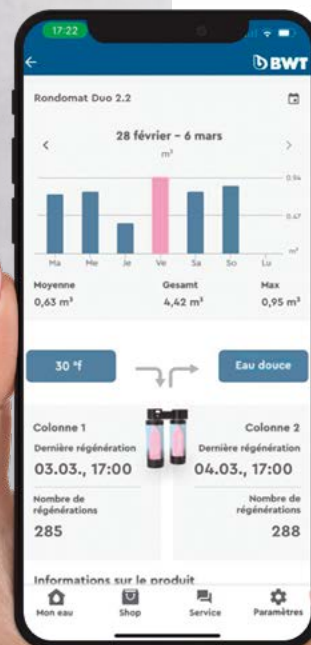 17:22
BWT
Rondomat Duo 2.2
28 février – 6 mars
m³
0.94
0.47
m³
Ma Me Je Ve Sa So Lu
Moyenne Gesamt Max
0,63 m³ 4,42 m³ 0,95 m³
30 °f Eau douce
Colonne 1 Colonne 2
Dernière régénération Dernière régénération
03.03., 17:00 04.03., 17:00
Nombre de régénérations Nombre de régénérations
285 288
Informations sur le produit
Mon eau Shop Service Paramètres